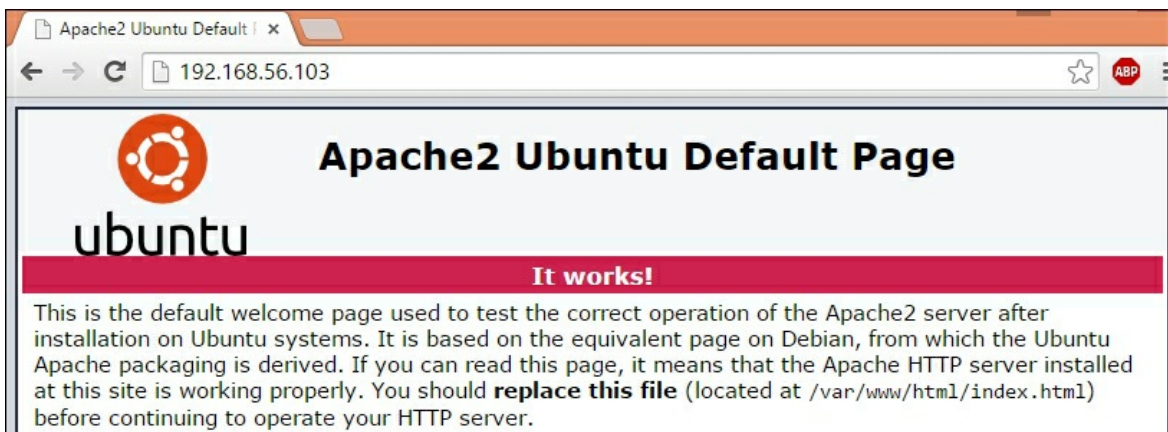 Apache2 Ubuntu Default
192.168.56.103
ABP
ubuntu
Apache2 Ubuntu Default Page
It works!
This is the default welcome page used to test the correct operation of the Apache2 server after
installation on Ubuntu systems. It is based on the equivalent page on Debian, from which the Ubuntu
Apache packaging is derived. If you can read this page, it means that the Apache HTTP server installed
at this site is working properly. You should replace this file (located at /var/www/html/index.html)
before continuing to operate your HTTP server.